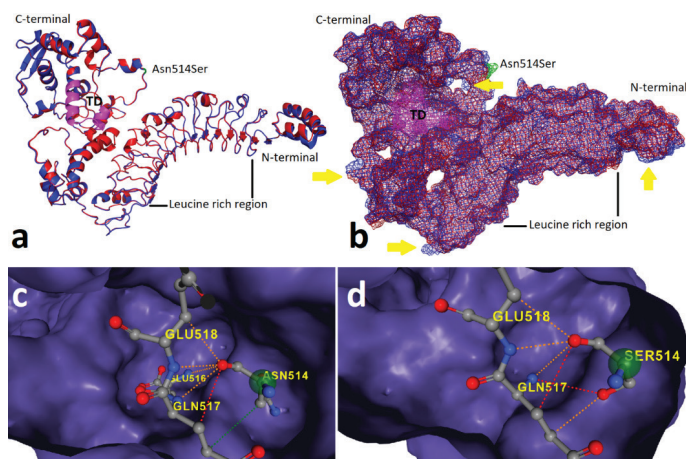 C-terminal
Asn514Ser
TD
N-terminal
Leucine rich region
a
C-terminal
Asn514Ser
N-terminal
TD
Leucine rich region
b
c
GLU518
GLU516
ASN514
GLN517
d
GLU518
SER514
GLN517